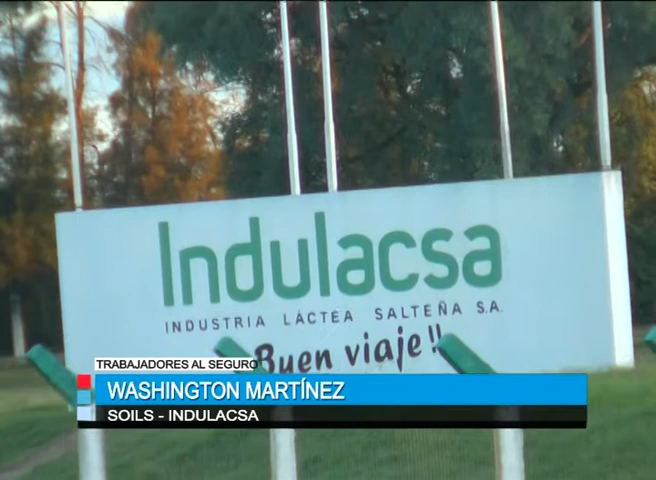 Indulacsa
INDUSTRIA LÁCTEA SALTEÑA S.A.
Buen viaje!!
TRABAJADORES AL SEGURO
WASHINGTON MARTÍNEZ
SOILS - INDULACSA